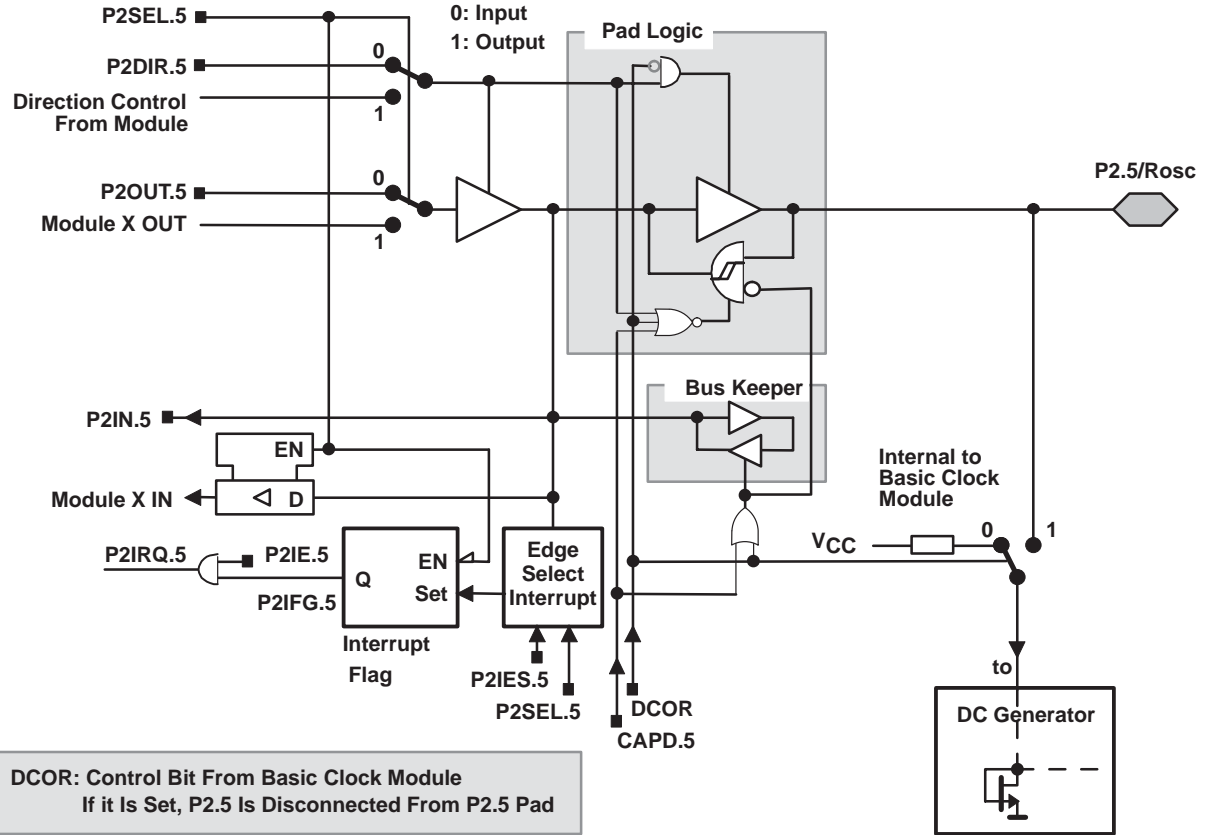 P2SEL.5
0: Input
1: Output
Pad Logic
P2DIR.5
0
Direction Control
From Module
1
P2OUT.5
0
Module X OUT
1
P2.5/Rosc
Bus Keeper
P2IN.5
EN
Module X IN
D
Internal to
Basic Clock
Module
VCC
0
1
P2IRQ.5
P2IE.5
P2IFG.5
Q
EN
Set
Interrupt
Flag
Edge
Select
Interrupt
P2IES.5
P2SEL.5
DCOR
CAPD.5
to
DC Generator
DCOR: Control Bit From Basic Clock Module
If it Is Set, P2.5 Is Disconnected From P2.5 Pad